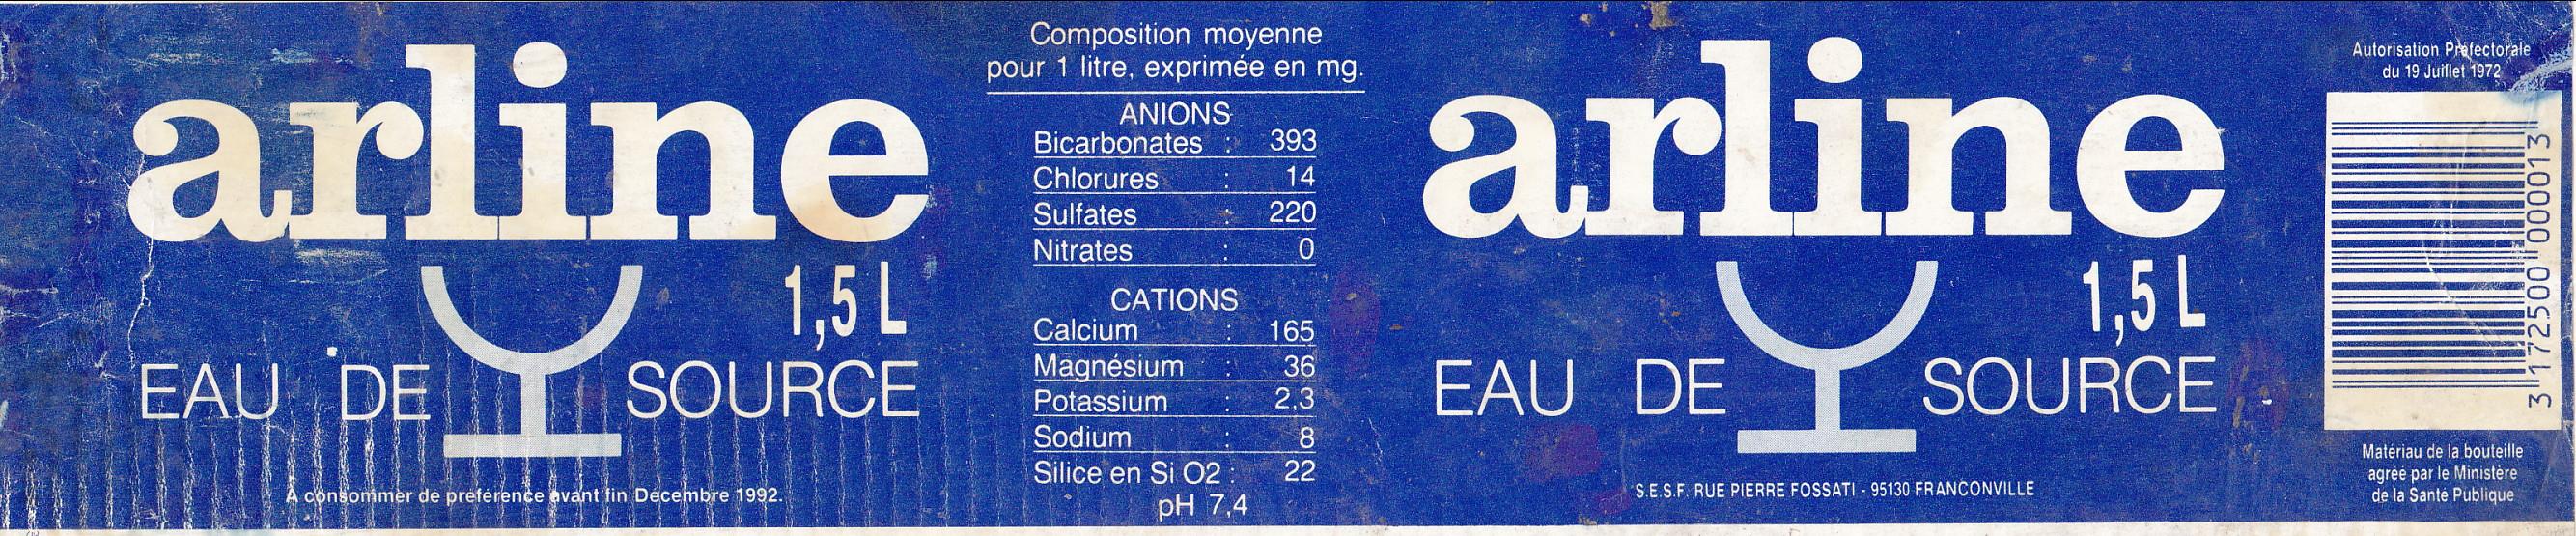 arline
1,5 L
EAU DE SOURCE
A consommer de préférence avant fin Décembre 1992.
Composition moyenne
pour 1 litre, exprimée en mg.
ANIONS
Bicarbonates : 393
Chlorures : 14
Sulfates : 220
Nitrates : 0
CATIONS
Calcium : 165
Magnésium : 36
Potassium : 2,3
Sodium : 8
Silice en Si O2 : 22
pH 7,4
arline
1,5 L
EAU DE SOURCE
S.E.S.F. RUE PIERRE FOSSATI - 95130 FRANCONVILLE
Autorisation Préfectorale
du 19 Juillet 1972
3 172500 000013
Matériau de la bouteille
agréé par le Ministère
de la Santé Publique